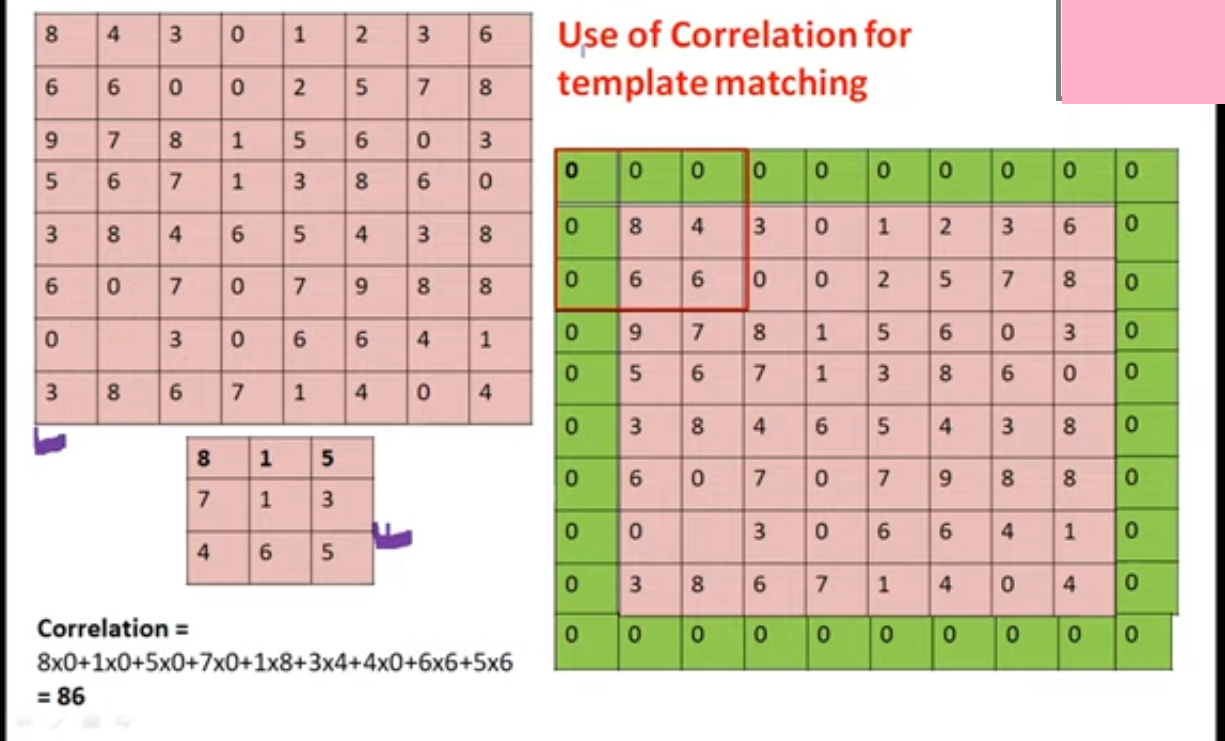 8 4 3 0 1 2 3 6
6 6 0 0 2 5 7 8
9 7 8 1 5 6 0 3
5 6 7 1 3 8 6 0
3 8 4 6 5 4 3 8
6 0 7 0 7 9 8 8
0 3 0 6 6 4 1
3 8 6 7 1 4 0 4
8 1 5
7 1 3
4 6 5
Correlation =
8x0+1x0+5x0+7x0+1x8+3x4+4x0+6x6+5x6
= 86
Use of Correlation for
template matching
0 0 0 0 0 0 0 0 0 0
0 8 4 3 0 1 2 3 6 0
0 6 6 0 0 2 5 7 8 0
0 9 7 8 1 5 6 0 3 0
0 5 6 7 1 3 8 6 0 0
0 3 8 4 6 5 4 3 8 0
0 6 0 7 0 7 9 8 8 0
0 0 3 0 6 6 4 1 0
0 3 8 6 7 1 4 0 4 0
0 0 0 0 0 0 0 0 0 0